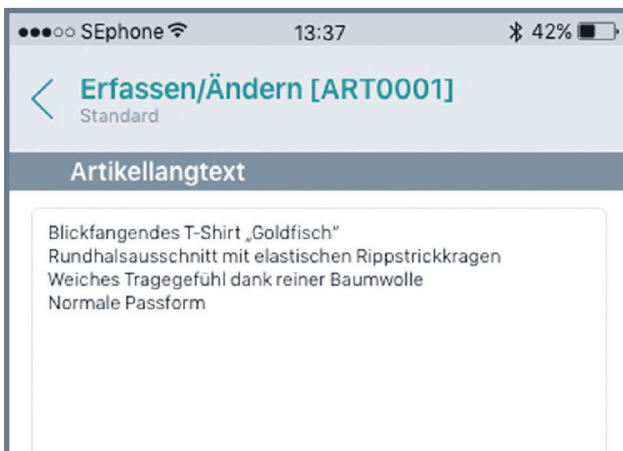 SEphone 13:37 42%
Erfassen/Ändern [ART0001]
Standard
Artikellangtext
Blickfangendes T-Shirt „Goldfisch“
Rundhalsausschnitt mit elastischen Rippstrickkragen
Weiches Tragegefühl dank reiner Baumwolle
Normale Passform